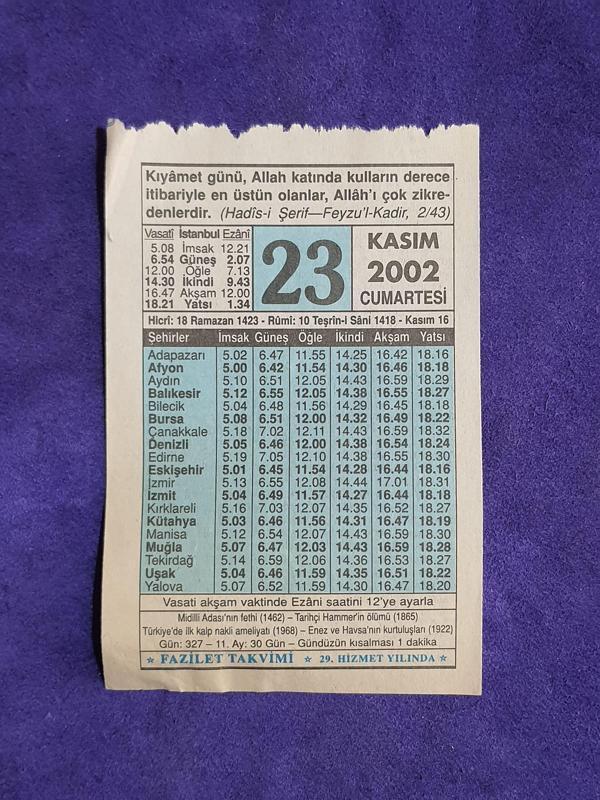 Kıyâmet günü, Allah katında kulların derece
itibariyle en üstün olanlar, Allâh'ı çok zikre-
denlerdir. (Hadîs-i Şerif—Feyzu'l-Kadir, 2/43)
Vasatî İstanbul Ezânî
5.08 İmsak 12.21
6.54 Güneş 2.07
12.00 Öğle 7.13
14.30 İkindi 9.43
16.47 Akşam 12.00
18.21 Yatsı 1.34
23
KASIM
2002
CUMARTESİ
Hicrî: 18 Ramazan 1423 - Rûmî: 10 Teşrîn-i Sâni 1418 - Kasım 16
Şehirler İmsak Güneş Öğle İkindi Akşam Yatsı
Adapazarı 5.02 6.47 11.55 14.25 16.42 18.16
Afyon 5.00 6.42 11.54 14.30 16.46 18.18
Aydın 5.10 6.51 12.05 14.43 16.59 18.29
Balıkesir 5.12 6.55 12.05 14.38 16.55 18.27
Bilecik 5.04 6.48 11.56 14.29 16.45 18.18
Bursa 5.08 6.51 12.00 14.32 16.49 18.22
Çanakkale 5.18 7.02 12.11 14.43 16.59 18.32
Denizli 5.05 6.46 12.00 14.38 16.54 18.24
Edirne 5.19 7.05 12.10 14.38 16.55 18.30
Eskişehir 5.01 6.45 11.54 14.28 16.44 18.16
İzmir 5.13 6.55 12.08 14.44 17.01 18.31
İzmit 5.04 6.49 11.57 14.27 16.44 18.18
Kırklareli 5.16 7.03 12.07 14.35 16.52 18.27
Kütahya 5.03 6.46 11.56 14.31 16.47 18.19
Manisa 5.12 6.54 12.07 14.43 16.59 18.30
Muğla 5.07 6.47 12.03 14.43 16.59 18.28
Tekirdağ 5.14 6.59 12.06 14.36 16.53 18.27
Uşak 5.04 6.46 11.59 14.35 16.51 18.22
Yalova 5.07 6.52 11.59 14.30 16.47 18.20
Vasati akşam vaktinde Ezâni saatini 12'ye ayarla
Midilli Adası'nın fethi (1462) – Tarihçi Hammer'in ölümü (1865)
Türkiye'de ilk kalp nakli ameliyatı (1968) – Enez ve Havsa'nın kurtuluşları (1922)
Gün: 327 – 11. Ay: 30 Gün – Gündüzün kısalması 1 dakika
★ FAZİLET TAKVİMİ ★ 29. HİZMET YILINDA ★